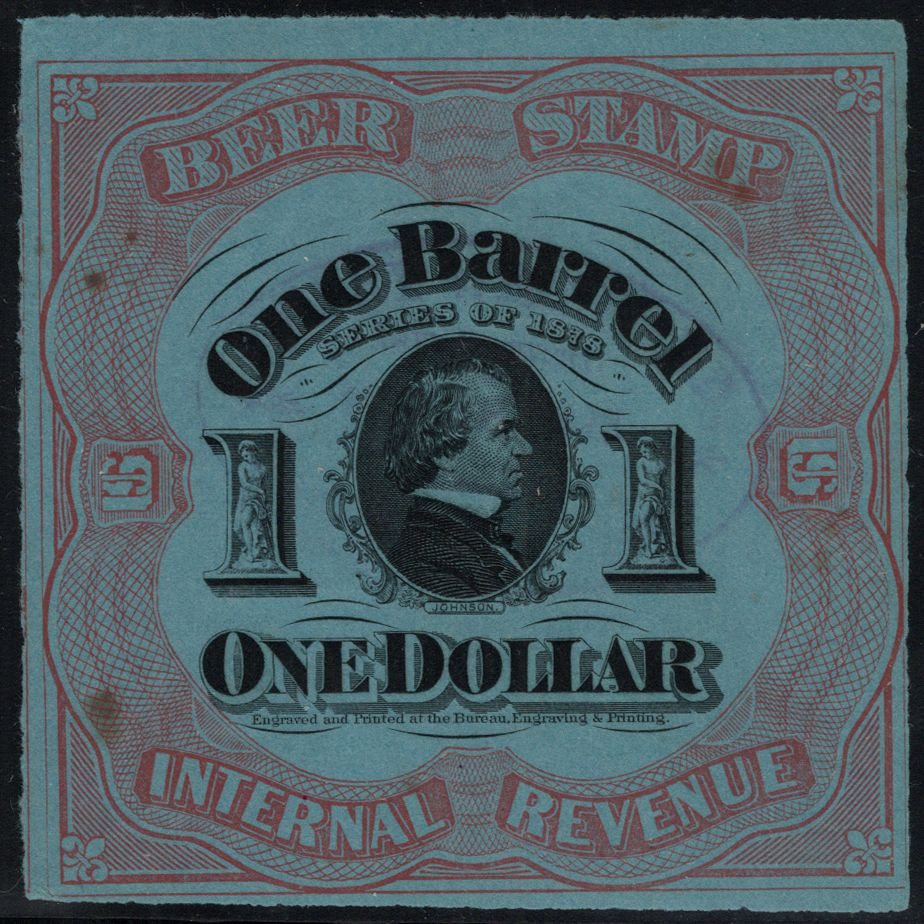 BEER STAMP
One Barrel
SERIES OF 1878
1 1
JOHNSON.
ONE DOLLAR
Engraved and Printed at the Bureau, Engraving & Printing.
INTERNAL REVENUE